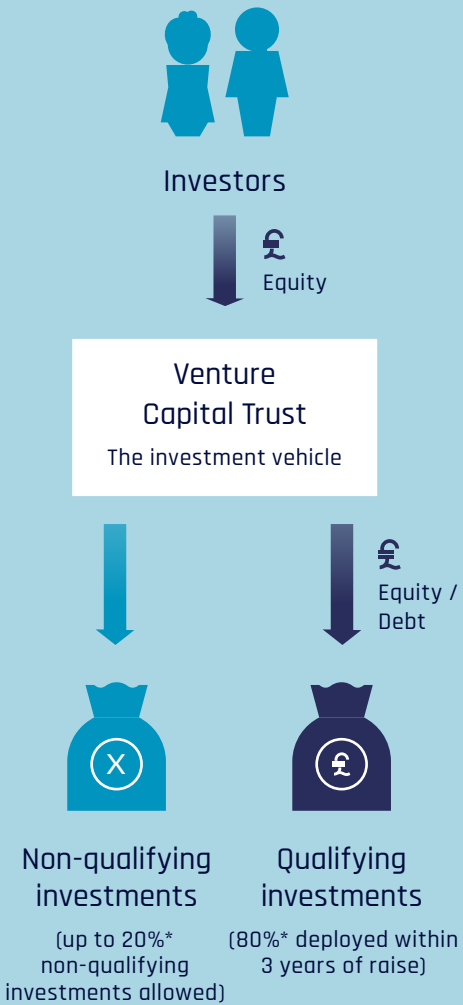 Investors
£
Equity
Venture
Capital Trust
The investment vehicle
£
Equity /
Debt
X
£
Non-qualifying
investments
(up to 20%*
non-qualifying
investments allowed)
Qualifying
investments
(80%* deployed within
3 years of raise)